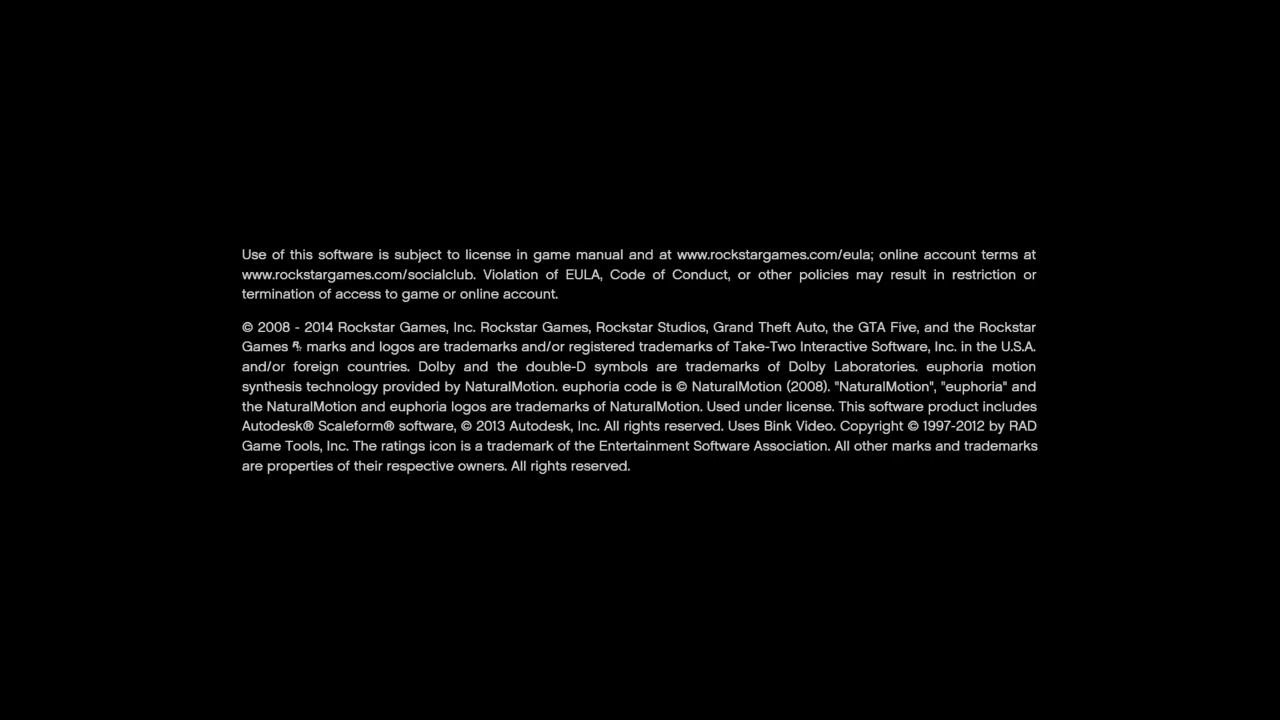 Use of this software is subject to license in game manual and at www.rockstargames.com/eula; online account terms at
www.rockstargames.com/socialclub. Violation of EULA, Code of Conduct, or other policies may result in restriction or
termination of access to game or online account.
© 2008 - 2014 Rockstar Games, Inc. Rockstar Games, Rockstar Studios, Grand Theft Auto, the GTA Five, and the Rockstar
Games R* marks and logos are trademarks and/or registered trademarks of Take-Two Interactive Software, Inc. in the U.S.A.
and/or foreign countries. Dolby and the double-D symbols are trademarks of Dolby Laboratories. euphoria motion
synthesis technology provided by NaturalMotion. euphoria code is © NaturalMotion (2008). "NaturalMotion", "euphoria" and
the NaturalMotion and euphoria logos are trademarks of NaturalMotion. Used under license. This software product includes
Autodesk® Scaleform® software, © 2013 Autodesk, Inc. All rights reserved. Uses Bink Video. Copyright © 1997-2012 by RAD
Game Tools, Inc. The ratings icon is a trademark of the Entertainment Software Association. All other marks and trademarks
are properties of their respective owners. All rights reserved.